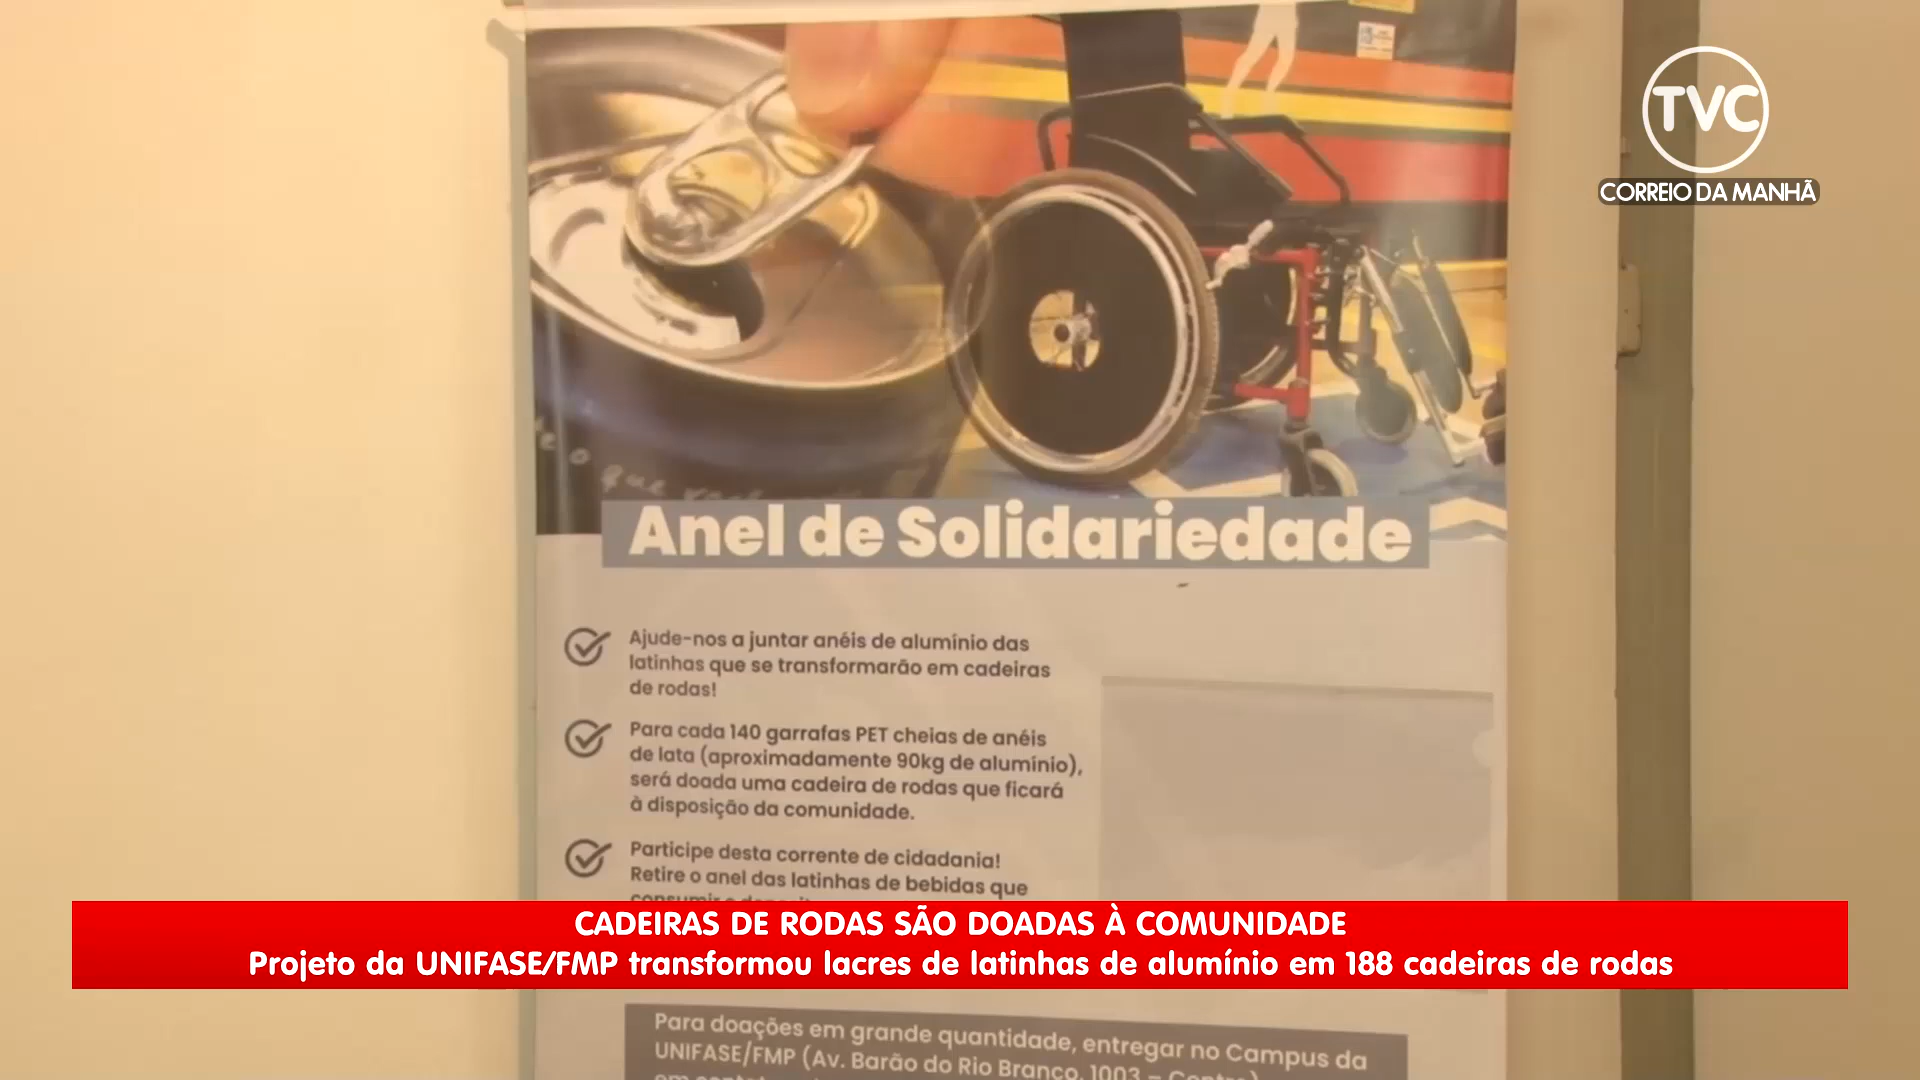 TVC
CORREIO DA MANHÃ
que
Anel de Solidariedade
Ajude-nos a juntar anéis de alumínio das
latinhas que se transformarão em cadeiras
de rodas!
Para cada 140 garrafas PET cheias de anéis
de lata (aproximadamente 90kg de alumínio),
será doada uma cadeira de rodas que ficará
à disposição da comunidade.
Participe desta corrente de cidadania!
Retire o anel das latinhas de bebidas que
CADEIRAS DE RODAS SÃO DOADAS À COMUNIDADE
Projeto da UNIFASE/FMP transformou lacres de latinhas de alumínio em 188 cadeiras de rodas
Para doações em grande quantidade, entregar no Campus da
UNIFASE/FMP (Av. Barão do Rio Branco, 1003 – Centro)